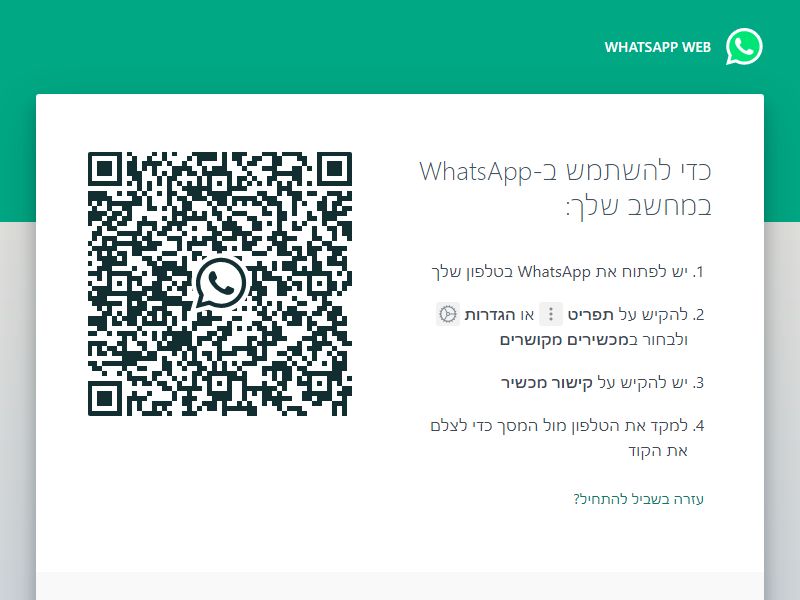 WHATSAPP WEB
כדי להשתמש ב-WhatsApp
במחשב שלך:
1. יש לפתוח את WhatsApp בטלפון שלך
2. להקיש על תפריט או הגדרות
ולבחור במכשירים מקושרים
3. יש להקיש על קישור מכשיר
4. למקד את הטלפון מול המסך כדי לצלם
את הקוד
עזרה בשביל להתחיל?